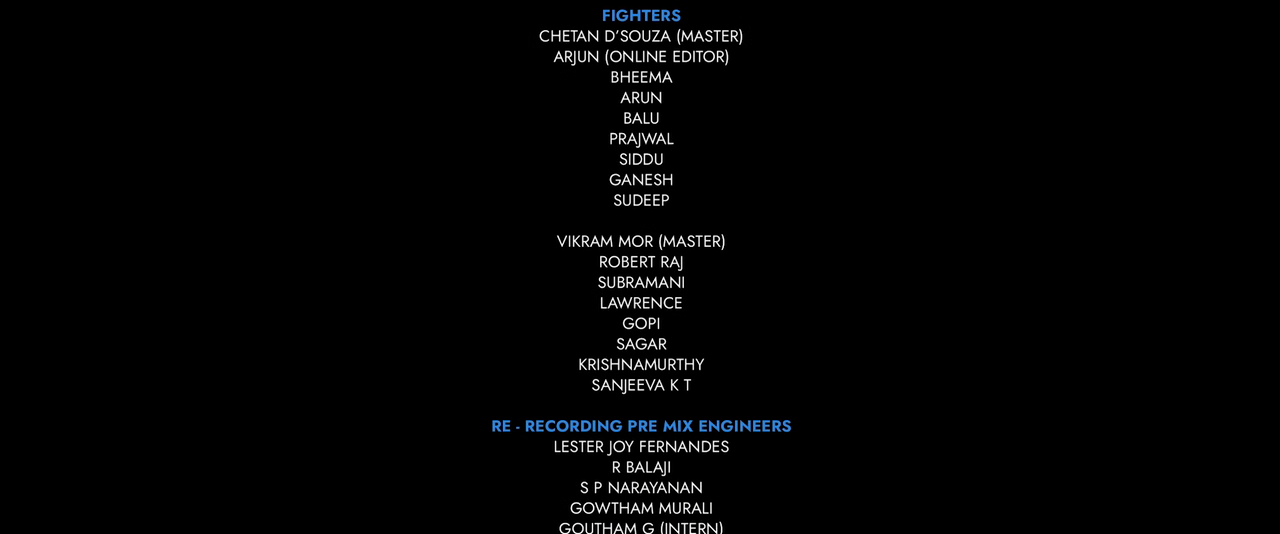 FIGHTERS
CHETAN D'SOUZA (MASTER)
ARJUN (ONLINE EDITOR)
BHEEMA
ARUN
BALU
PRAJWAL
SIDDU
GANESH
SUDEEP
VIKRAM MOR (MASTER)
ROBERT RAJ
SUBRAMANI
LAWRENCE
GOPI
SAGAR
KRISHNAMURTHY
SANJEEVA K T
RE - RECORDING PRE MIX ENGINEERS
LESTER JOY FERNANDES
R BALAJI
S P NARAYANAN
GOWTHAM MURALI
GOUTHAM G (INTERN)